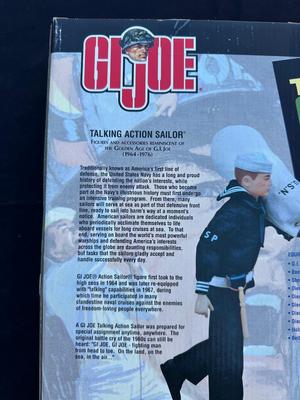 GI JOE
TALKING ACTION SAILOR
FIGURES AND ACCESSORIES REMINISCENT OF
THE GOLDEN AGE OF G.I. JOE
(1964-1976)
Traditionally known as America's first line of
defense, the United States Navy has a long and proud
history of defending the nation's interests, while
protecting it from enemy attack. Those who become
part of the Navy's illustrious history must first undergo
an intensive training program. From there, many
sailors will serve at sea as part of that defensive front
line, ready to sail into harm's way at a moment's
notice. American sailors are dedicated individuals
who periodically acclimate themselves to life
aboard vessels for long cruises at sea. To that
end, serving on board the world's most powerful
warships and defending America's interests
across the globe are daunting responsibilities,
but tasks that the sailors gladly accept and
handle successfully every day.
GI JOE® Action Sailor® figure first took to the
high seas in 1964 and was later re-equipped
with "talking" capabilities in 1967, during
which time he participated in many
clandestine naval cruises against the enemies
of freedom-loving people everywhere.
A GI JOE Talking Action Sailor was prepared for
special assignment anytime, anywhere. The
original battle cry of the 1960s can still be
heard: "GI JOE, GI JOE - fighting man
from head to toe. On the land, on the
sea, in the air..."
SP
EQUI
• G.I.